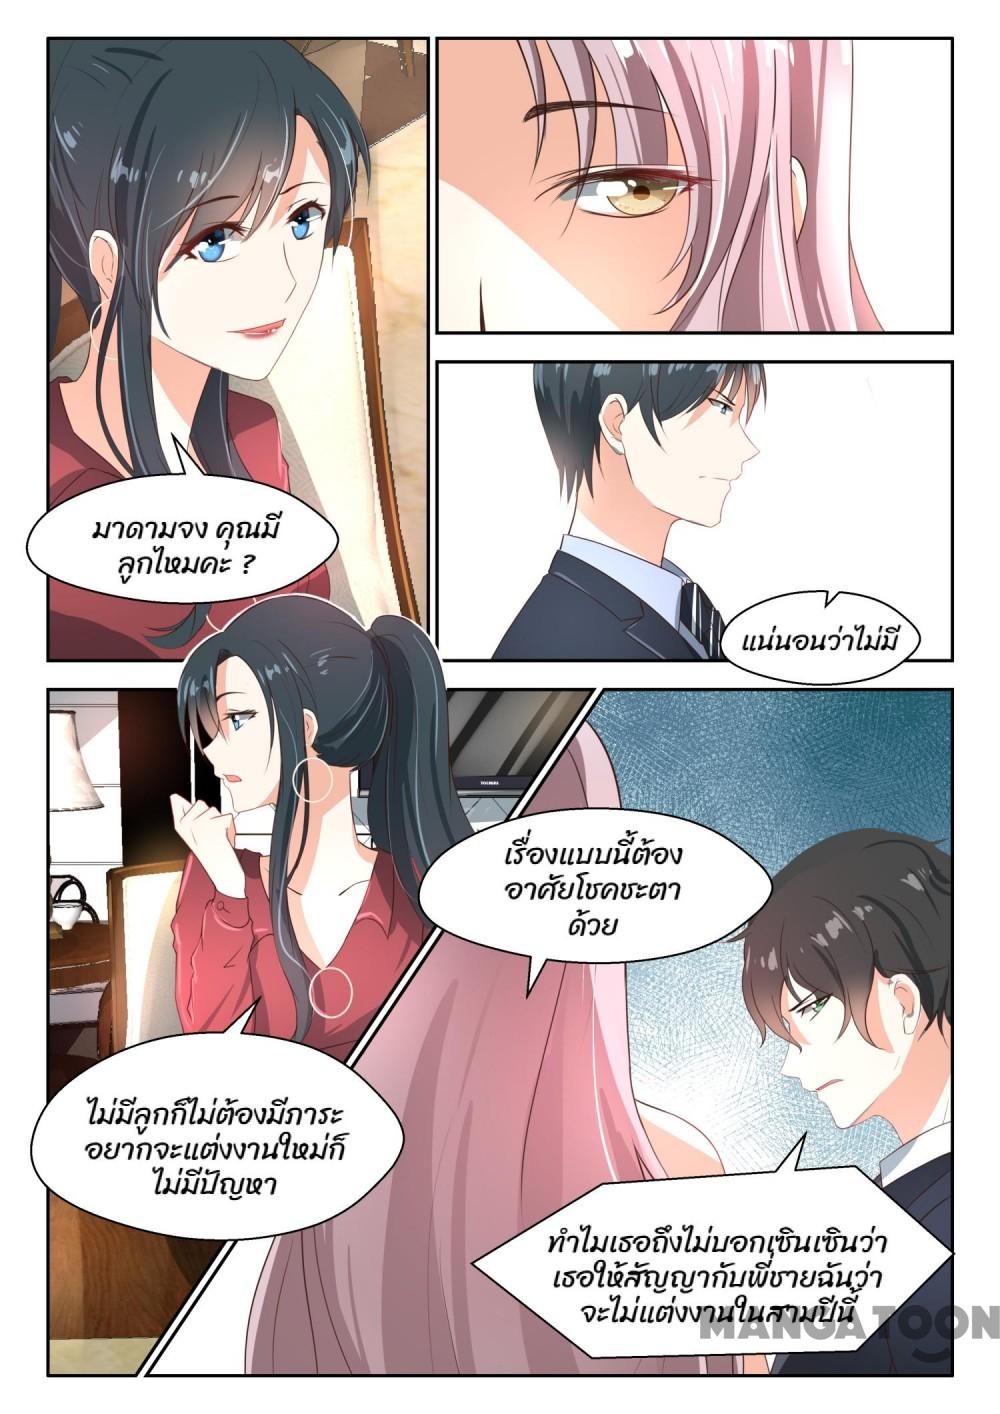 มาดามจง คุณมี
ลูกไหมคะ ?
แน่นอนว่าไม่มี
เรื่องแบบนี้ต้อง
อาศัยโชคชะตา
ด้วย
ไม่มีลูกก็ไม่ต้องมีภาระ
อยากจะแต่งงานใหม่ก็
ไม่มีปัญหา
ทำไมเธอถึงไม่บอกเซินเซินว่า
เธอให้สัญญากับพี่ชายฉันว่า
จะไม่แต่งงานในสามปีนี้
MANGA TOON